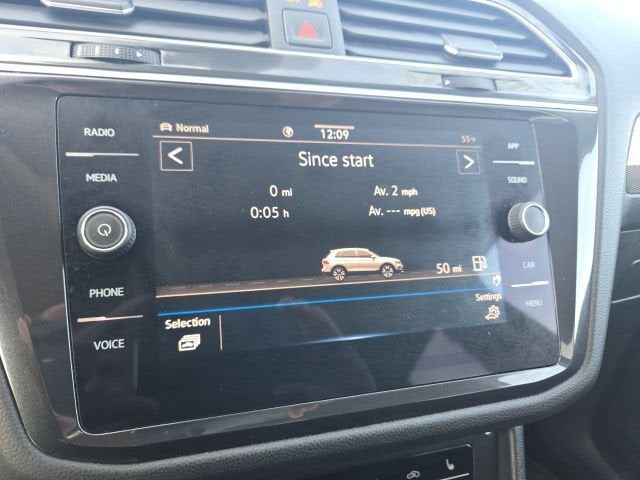 RADIO
MEDIA
PHONE
VOICE
Normal
12:09
55°F
Since start
0 mi
Av. 2 mph
0:05 h
Av. --- mpg (US)
50 mi
Settings
Selection
APP
SOUND
CAR
MENU